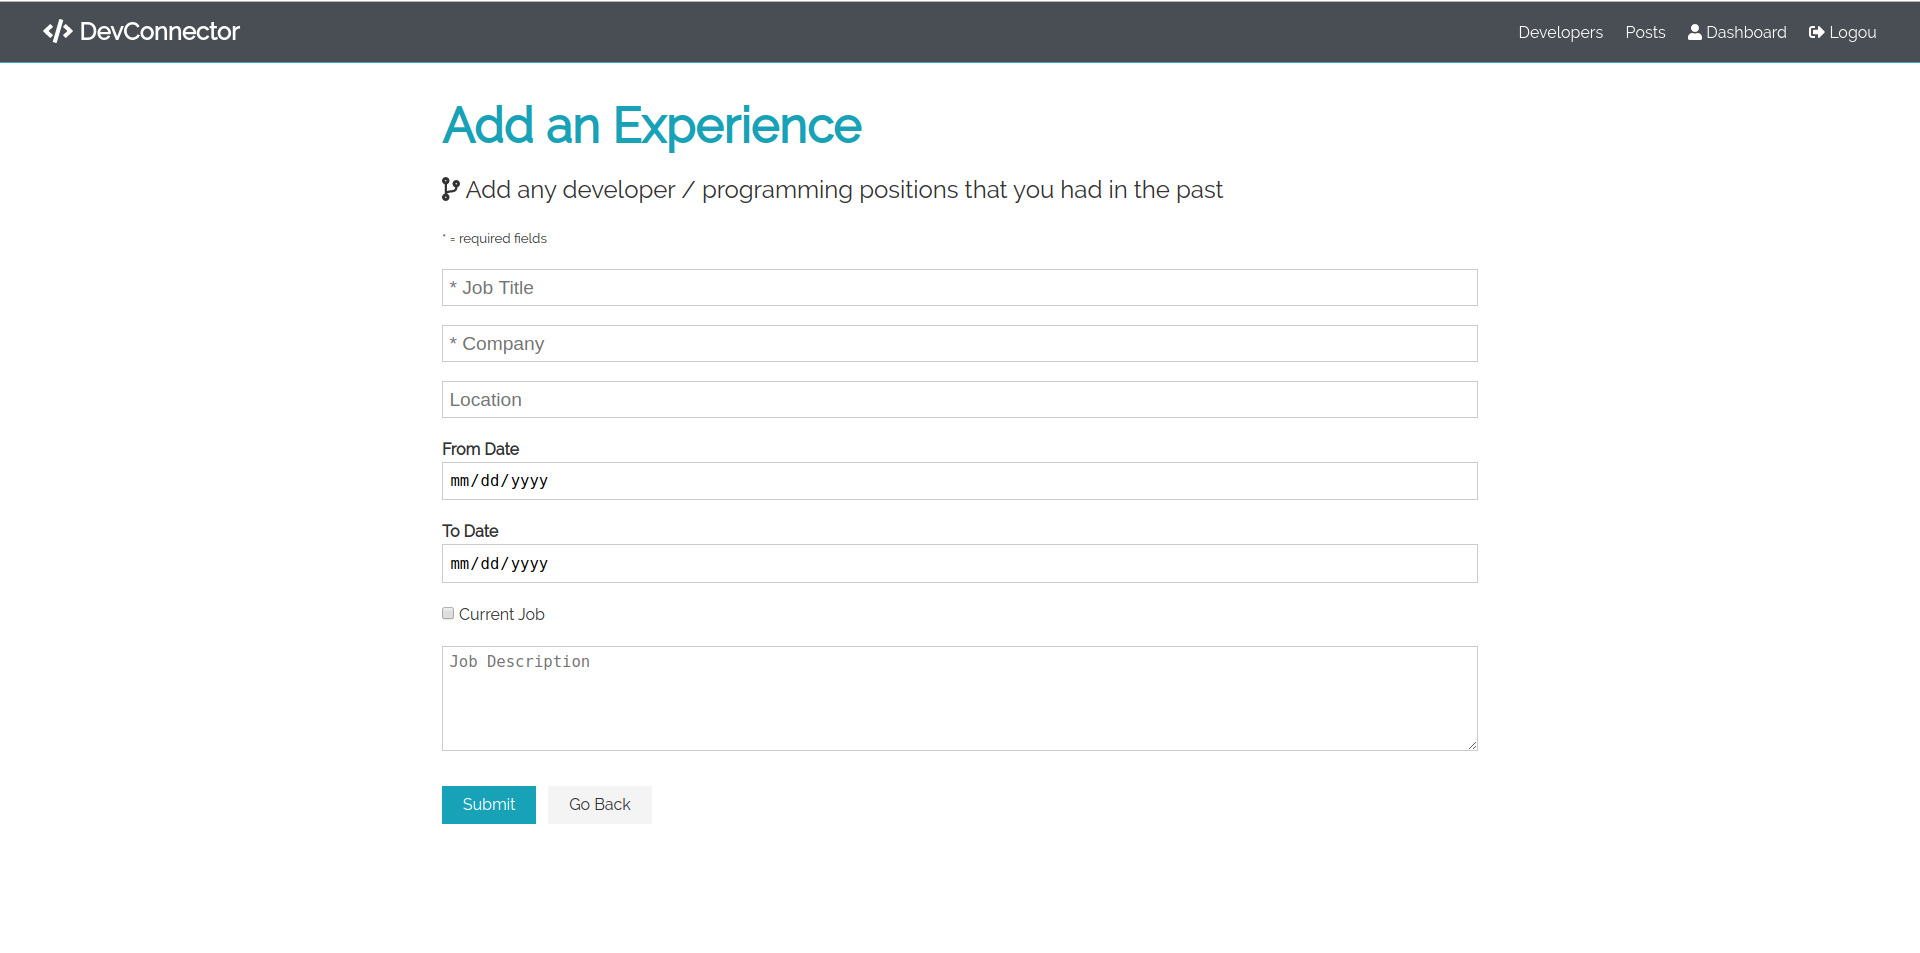 DevConnector
Developers Posts Dashboard Logou
Add an Experience
Add any developer / programming positions that you had in the past
* = required fields
* Job Title
* Company
Location
From Date
mm/dd/yyyy
To Date
mm/dd/yyyy
Current Job
Job Description
Submit Go Back